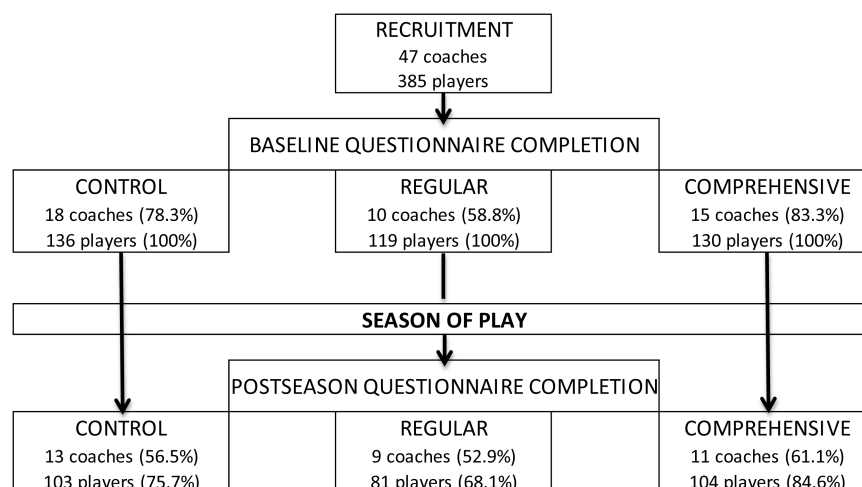 RECRUITMENT
47 coaches
385 players
BASELINE QUESTIONNAIRE COMPLETION
CONTROL
18 coaches (78.3%)
136 players (100%)
REGULAR
10 coaches (58.8%)
119 players (100%)
COMPREHENSIVE
15 coaches (83.3%)
130 players (100%)
SEASON OF PLAY
POSTSEASON QUESTIONNAIRE COMPLETION
CONTROL
13 coaches (56.5%)
103 players (75.7%)
REGULAR
9 coaches (52.9%)
81 players (68.1%)
COMPREHENSIVE
11 coaches (61.1%)
104 players (84.6%)